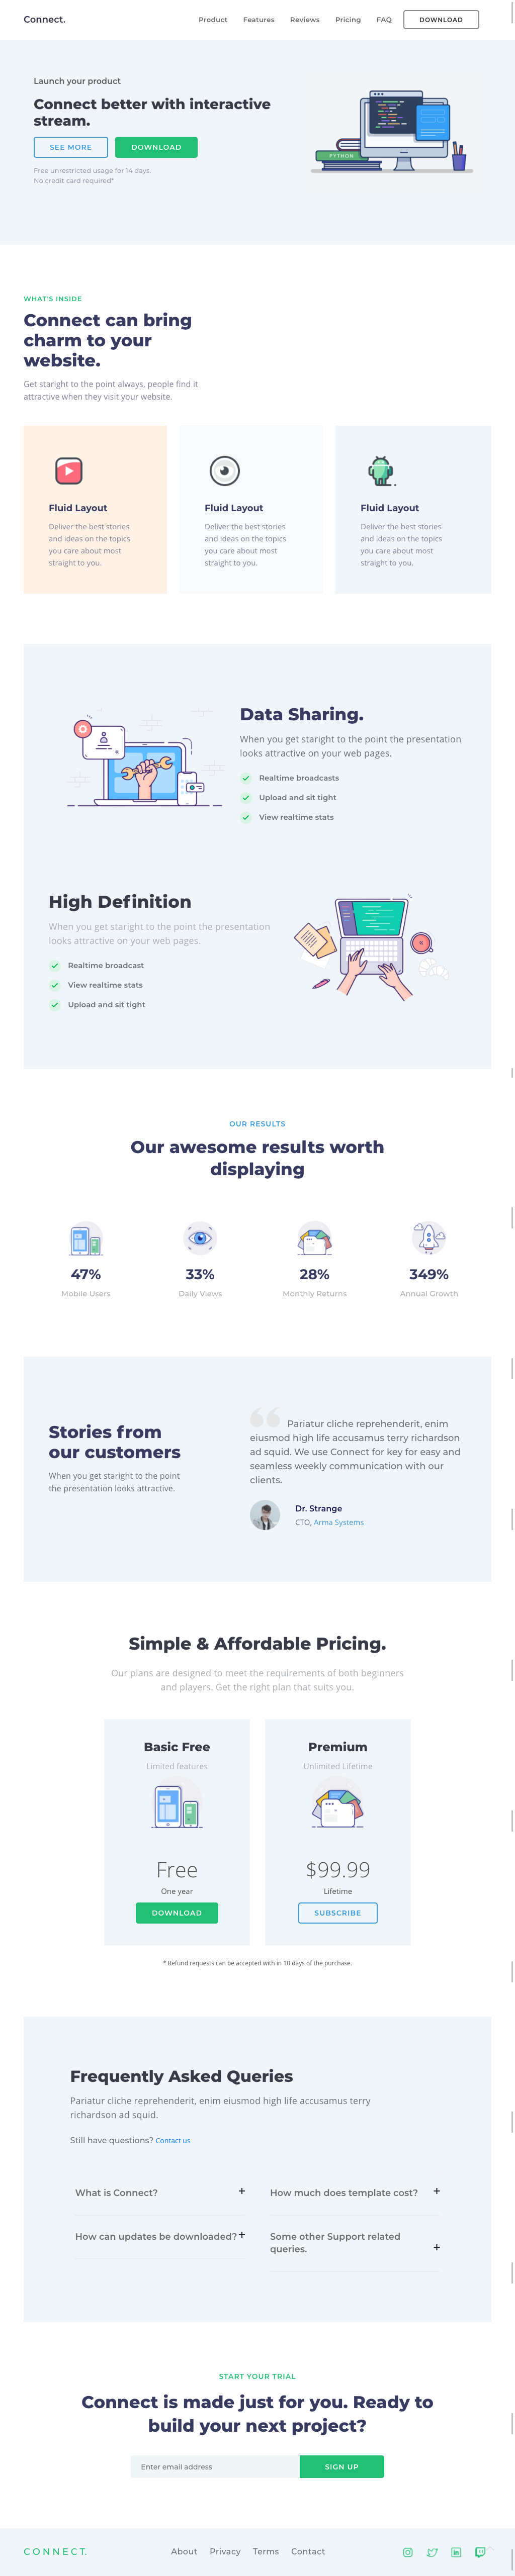 Connect.
Product Features Reviews Pricing FAQ DOWNLOAD
Launch your product
Connect better with interactive
stream.
SEE MORE DOWNLOAD
Free unrestricted usage for 14 days.
No credit card required*
PYTHON
WHAT'S INSIDE
Connect can bring
charm to your
website.
Get staright to the point always, people find it
attractive when they visit your website.
Fluid Layout
Deliver the best stories
and ideas on the topics
you care about most
straight to you.
Fluid Layout
Deliver the best stories
and ideas on the topics
you care about most
straight to you.
Fluid Layout
Deliver the best stories
and ideas on the topics
you care about most
straight to you.
Data Sharing.
When you get staright to the point the presentation
looks attractive on your web pages.
Realtime broadcasts
Upload and sit tight
View realtime stats
High Definition
When you get staright to the point the presentation
looks attractive on your web pages.
Realtime broadcast
View realtime stats
Upload and sit tight
OUR RESULTS
Our awesome results worth
displaying
47%
Mobile Users
33%
Daily Views
28%
Monthly Returns
349%
Annual Growth
Stories from
our customers
When you get staright to the point
the presentation looks attractive.
“ Pariatur cliche reprehenderit, enim
eiusmod high life accusamus terry richardson
ad squid. We use Connect for key for easy and
seamless weekly communication with our
clients.
Dr. Strange
CTO, Arma Systems
Simple & Affordable Pricing.
Our plans are designed to meet the requirements of both beginners
and players. Get the right plan that suits you.
Basic Free
Limited features
Free
One year
DOWNLOAD
Premium
Unlimited Lifetime
$99.99
Lifetime
SUBSCRIBE
* Refund requests can be accepted with in 10 days of the purchase.
Frequently Asked Queries
Pariatur cliche reprehenderit, enim eiusmod high life accusamus terry
richardson ad squid.
Still have questions? Contact us
What is Connect? +
How much does template cost? +
How can updates be downloaded? +
Some other Support related
queries. +
START YOUR TRIAL
Connect is made just for you. Ready to
build your next project?
Enter email address SIGN UP
CONNECT.
About Privacy Terms Contact